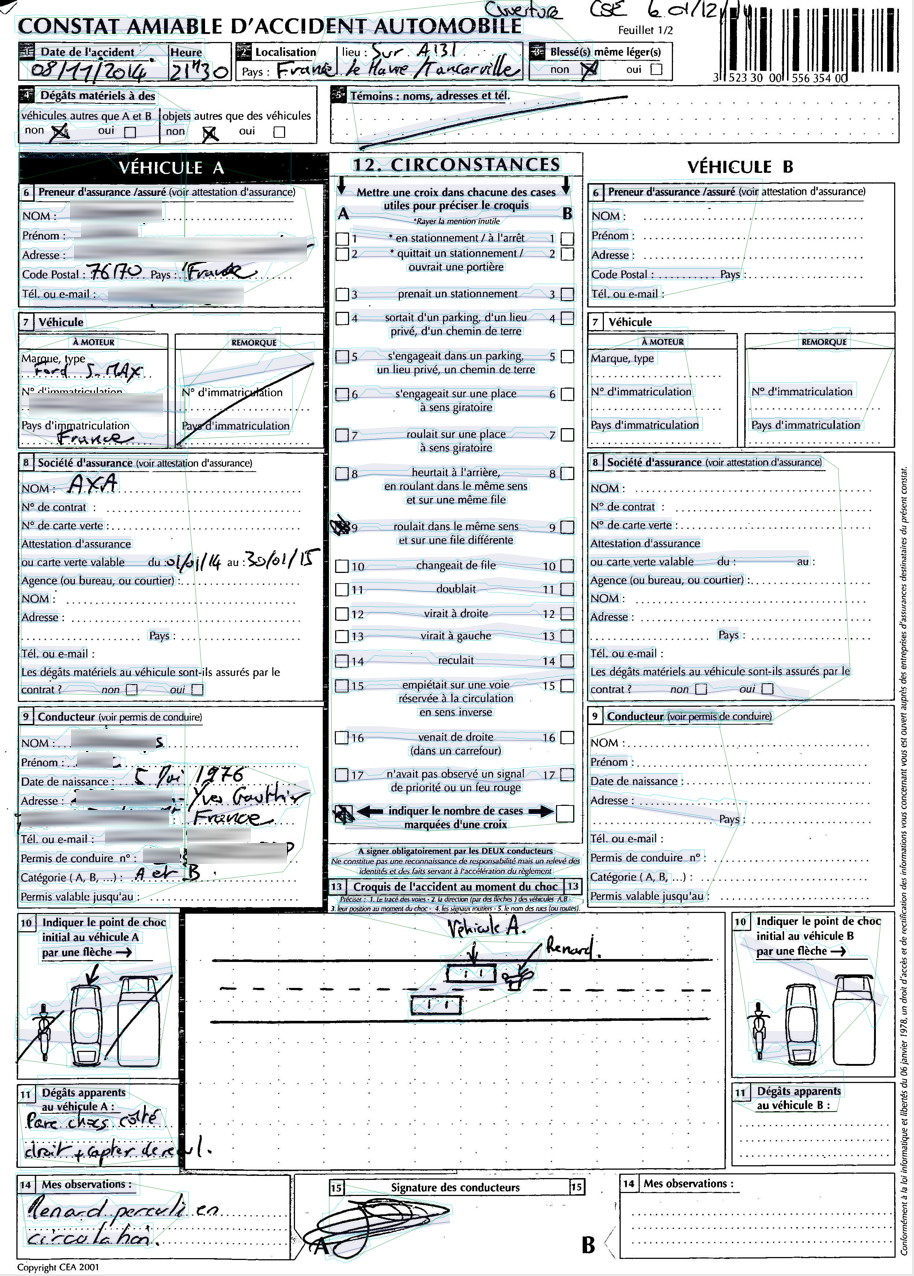 Ouverture CSE le 01/12/14
CONSTAT AMIABLE D'ACCIDENT AUTOMOBILE
Feuillet 1/2
1 Date de l'accident Heure
08/11/2014 21H30
2 Localisation lieu : Sur A131
Pays : France le Havre / Tancarville
3 Blessé(s) même léger(s)
non oui
3 523 30 00 556 354 00
4 Dégâts matériels à des
véhicules autres que A et B objets autres que des véhicules
non oui non oui
5 Témoins : noms, adresses et tél.
VÉHICULE A
6 Preneur d'assurance /assuré (voir attestation d'assurance)
NOM :
Prénom :
Adresse :
Code Postal : 76170 Pays : France
Tél. ou e-mail :
7 Véhicule
À MOTEUR REMORQUE
Marque, type
Ford S.MAX
N° d'immatriculation N° d'immatriculation
Pays d'immatriculation Pays d'immatriculation
France
8 Société d'assurance (voir attestation d'assurance)
NOM : AXA
N° de contrat :
N° de carte verte :
Attestation d'assurance
ou carte verte valable du : 01/01/14 au : 30/01/15
Agence (ou bureau, ou courtier) :
NOM :
Adresse :
Pays :
Tél. ou e-mail :
Les dégâts matériels au véhicule sont-ils assurés par le
contrat ? non oui
9 Conducteur (voir permis de conduire)
NOM : s
Prénom :
Date de naissance : 5 1976
Adresse : Yves Gauthier
France
Tél. ou e-mail :
Permis de conduire n° :
Catégorie ( A, B, ...) : A et B.
Permis valable jusqu'au :
12. CIRCONSTANCES
Mettre une croix dans chacune des cases
A utiles pour préciser le croquis B
*Rayer la mention inutile
1 * en stationnement / à l'arrêt 1
2 * quittait un stationnement / 2
ouvrait une portière
3 prenait un stationnement 3
4 sortait d'un parking, d'un lieu 4
privé, d'un chemin de terre
5 s'engageait dans un parking, 5
un lieu privé, un chemin de terre
6 s'engageait sur une place 6
à sens giratoire
7 roulait sur une place 7
à sens giratoire
8 heurtait à l'arrière, 8
en roulant dans le même sens
et sur une même file
9 roulait dans le même sens 9
et sur une file différente
10 changeait de file 10
11 doublait 11
12 virait à droite 12
13 virait à gauche 13
14 reculait 14
15 empiétait sur une voie 15
réservée à la circulation
en sens inverse
16 venait de droite 16
(dans un carrefour)
17 n'avait pas observé un signal 17
de priorité ou un feu rouge
indiquer le nombre de cases
marquées d'une croix
A signer obligatoirement par les DEUX conducteurs
Ne constitue pas une reconnaissance de responsabilité mais un relevé des
identités et des faits servant à l'accélération du règlement
13 Croquis de l'accident au moment du choc 13
Préciser : 1. Le tracé des voies - 2. la direction (par des flèches ) des véhicules A,B -
3. leur position au moment du choc - 4. les signaux routiers - 5. le nom des rues (ou routes).
VÉHICULE B
6 Preneur d'assurance /assuré (voir attestation d'assurance)
NOM :
Prénom :
Adresse :
Code Postal : Pays :
Tél. ou e-mail :
7 Véhicule
À MOTEUR REMORQUE
Marque, type
N° d'immatriculation N° d'immatriculation
Pays d'immatriculation Pays d'immatriculation
8 Société d'assurance (voir attestation d'assurance)
NOM :
N° de contrat :
N° de carte verte :
Attestation d'assurance
ou carte verte valable du : au :
Agence (ou bureau, ou courtier) :
NOM :
Adresse :
Pays :
Tél. ou e-mail :
Les dégâts matériels au véhicule sont-ils assurés par le
contrat ? non oui
9 Conducteur (voir permis de conduire)
NOM :
Prénom :
Date de naissance :
Adresse :
Pays :
Tél. ou e-mail :
Permis de conduire n° :
Catégorie ( A, B, ...) :
Permis valable jusqu'au :
10 Indiquer le point de choc
initial au véhicule A
par une flèche
Véhicule A.
Renard.
10 Indiquer le point de choc
initial au véhicule B
par une flèche
11 Dégâts apparents
au véhicule A :
Pare chocs côté
droit + capter de recul.
11 Dégâts apparents
au véhicule B :
14 Mes observations :
Renard percuté en
circulation.
15 Signature des conducteurs 15
A B
14 Mes observations :
Copyright CEA 2001
Conformément à la loi informatique et libertés du 06 janvier 1978, un droit d'accès et de rectification des informations vous concernant vous est ouvert auprès des entreprises d'assurances destinataires du présent constat.